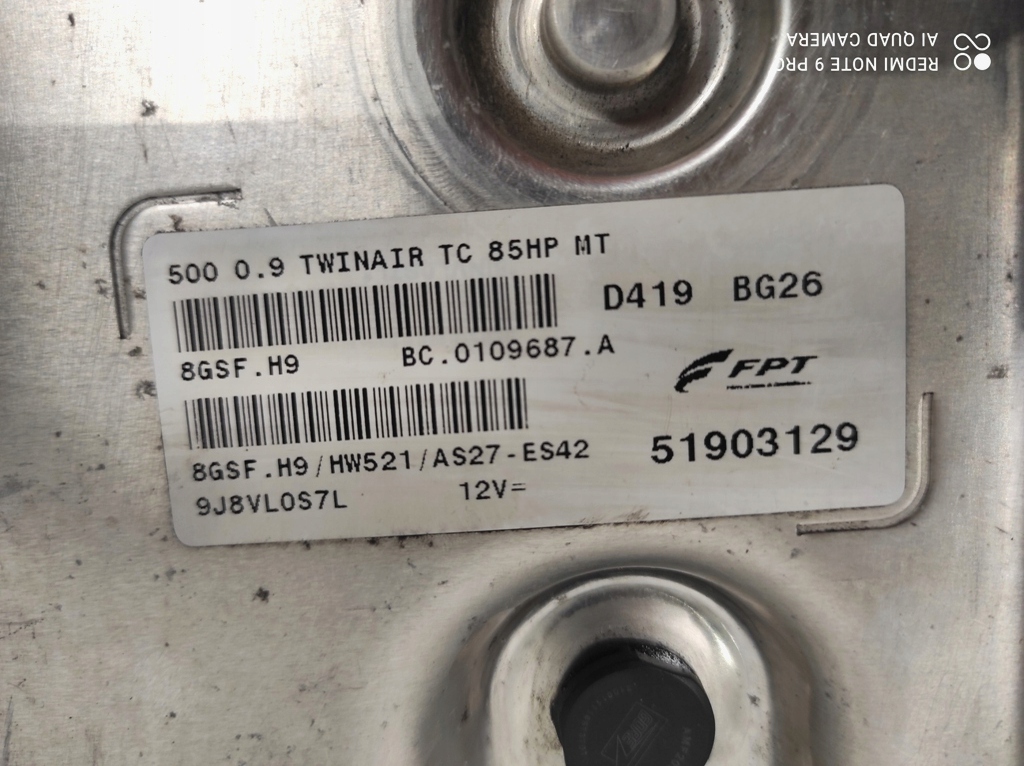 500 0.9 TWINAIR TC 85HP MT
D419 BG26
8GSF.H9 BC.0109687.A
FPT
8GSF.H9/HW521/AS27-ES42
51903129
9J8VL0S7L 12V=
REDMI NOTE 9 PRO
AI QUAD CAMERA